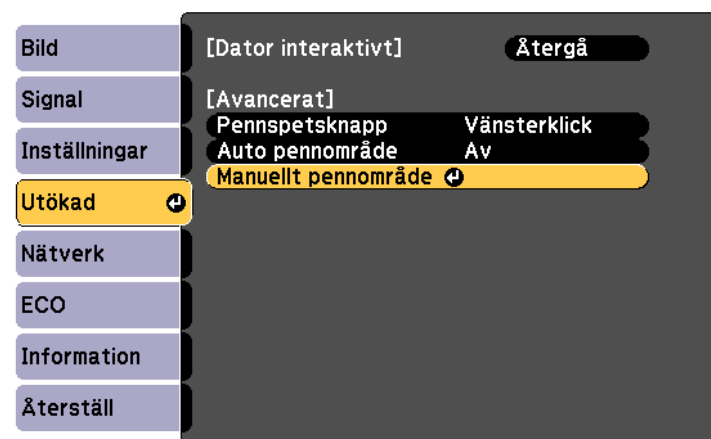 Bild
Signal
Inställningar
Utökad
Nätverk
ECO
Information
Återställ
[Dator interaktivt] Återgå
[Avancerat]
Pennspetsknapp Vänsterklick
Auto pennområde Av
Manuellt pennområde